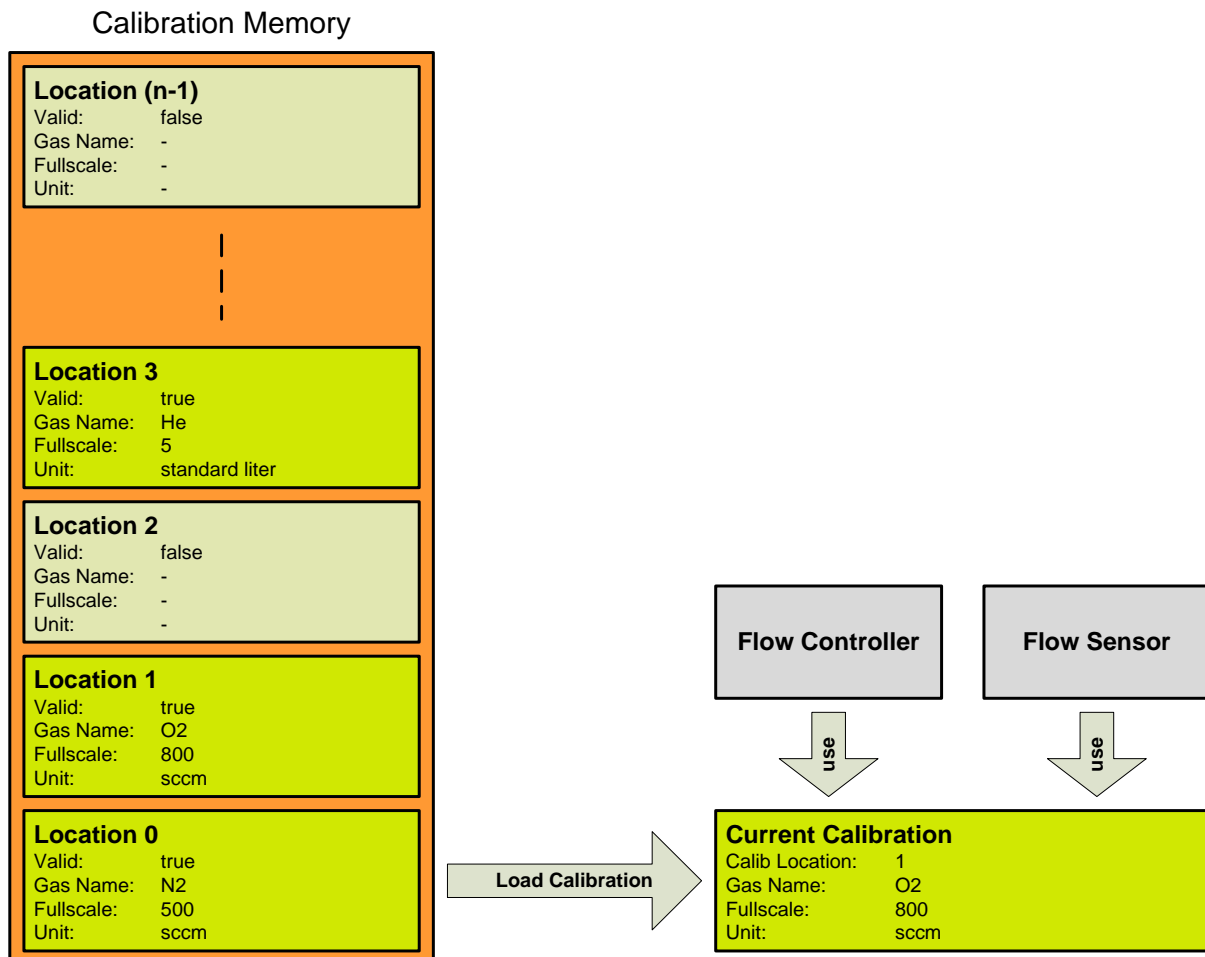 Calibration Memory
Location (n-1)
Valid: false
Gas Name: -
Fullscale: -
Unit: -
Location 3
Valid: true
Gas Name: He
Fullscale: 5
Unit: standard liter
Location 2
Valid: false
Gas Name: -
Fullscale: -
Unit: -
Location 1
Valid: true
Gas Name: O2
Fullscale: 800
Unit: sccm
Location 0
Valid: true
Gas Name: N2
Fullscale: 500
Unit: sccm
Load Calibration
Flow Controller
Flow Sensor
use
use
Current Calibration
Calib Location: 1
Gas Name: O2
Fullscale: 800
Unit: sccm